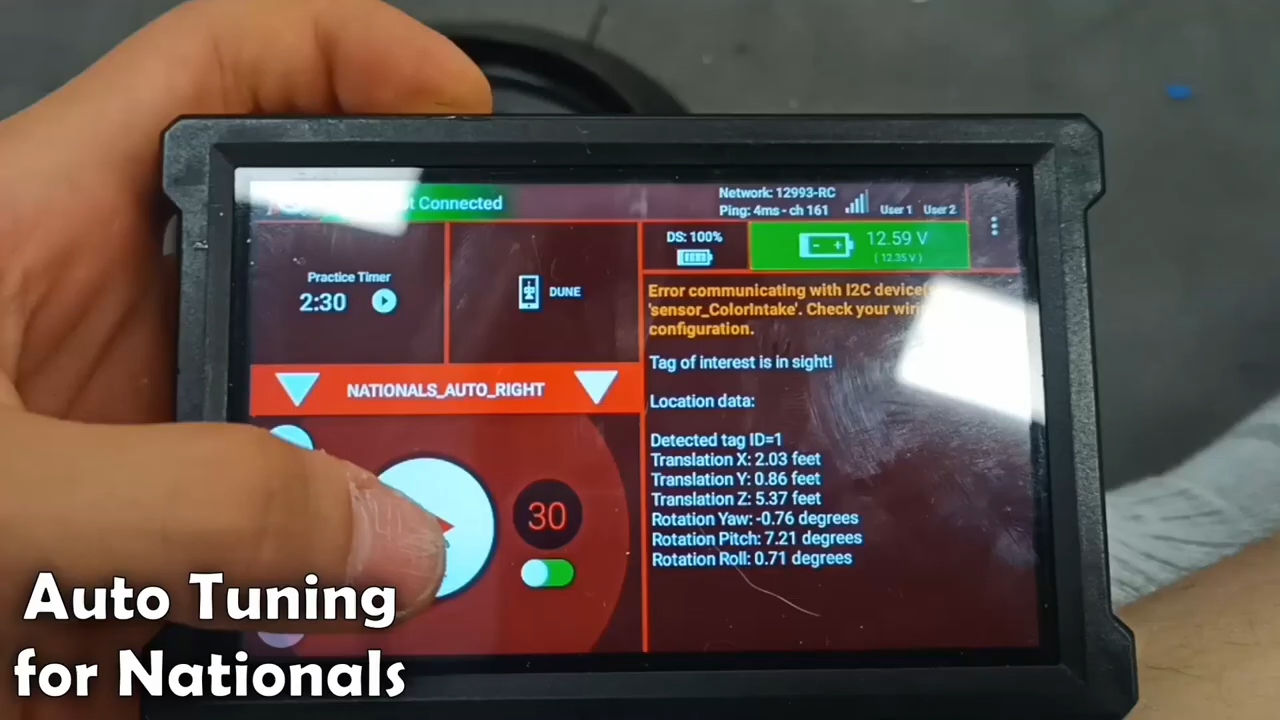 Connected
Network: 12993-RC
Ping: 4ms - ch 161
User 1 User 2
DS: 100%
12.59 V
( 12.35 V )
Practice Timer
2:30
DUNE
Error communicating with I2C
'sensor_ColorIntake'. Check your
configuration.
Tag of interest is in sight!
NATIONALS_AUTO_RIGHT
Location data:
Detected tag ID=1
Translation X: 2.03 feet
Translation Y: 0.86 feet
Translation Z: 5.37 feet
Rotation Yaw: -0.76 degrees
Rotation Pitch: 7.21 degrees
Rotation Roll: 0.71 degrees
30
Auto Tuning
for Nationals